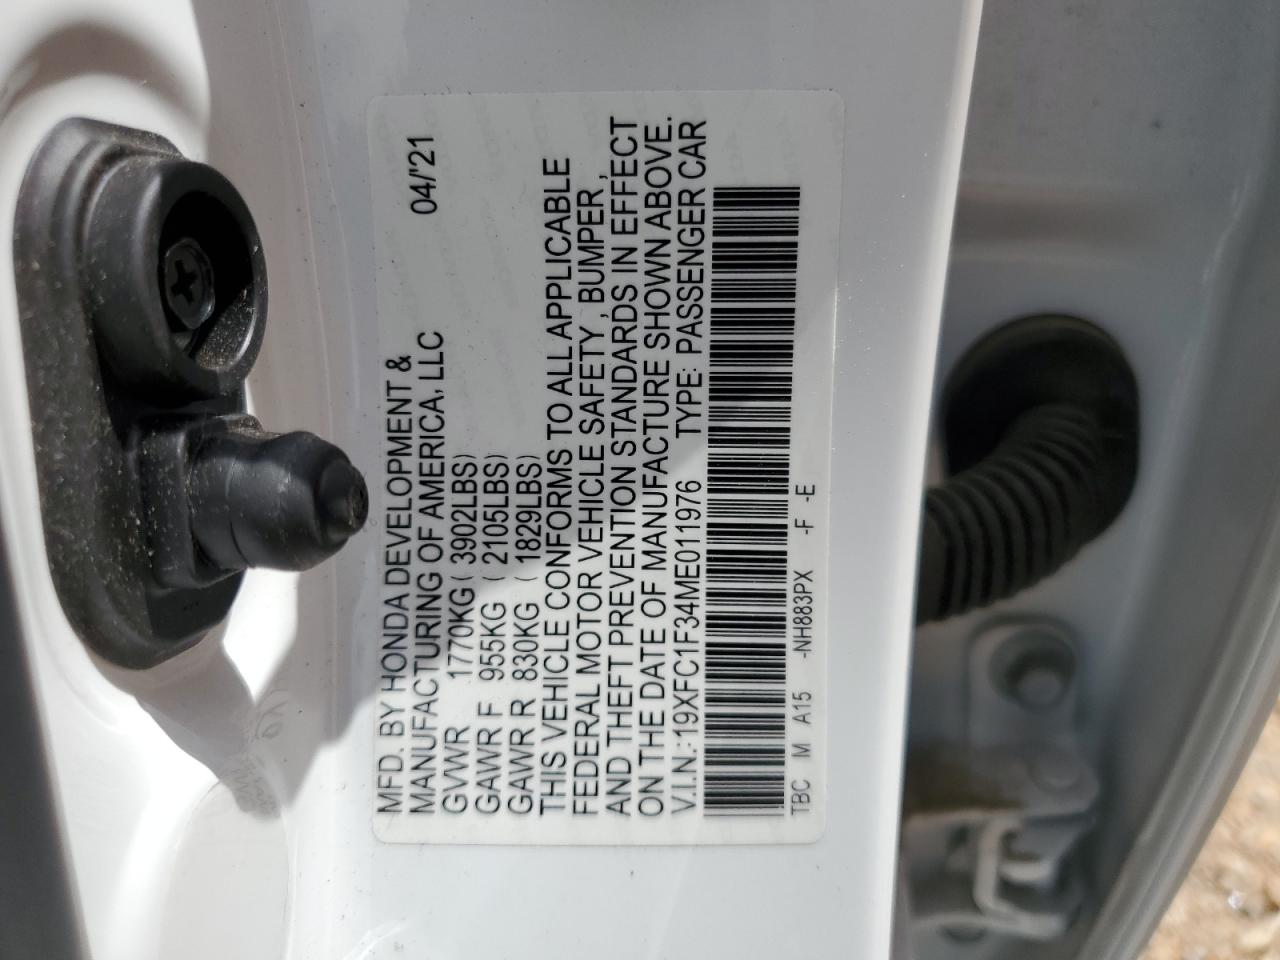 MFD. BY HONDA DEVELOPMENT &
MANUFACTURING OF AMERICA, LLC 04/'21
GVWR 1770KG ( 3902LBS)
GAWR F 955KG ( 2105LBS)
GAWR R 830KG ( 1829LBS)
THIS VEHICLE CONFORMS TO ALL APPLICABLE
FEDERAL MOTOR VEHICLE SAFETY , BUMPER ,
AND THEFT PREVENTION STANDARDS IN EFFECT
ON THE DATE OF MANUFACTURE SHOWN ABOVE.
V.I.N.: 19XFC1F34ME011976 TYPE: PASSENGER CAR
TBC M A15 -NH883PX -F -E